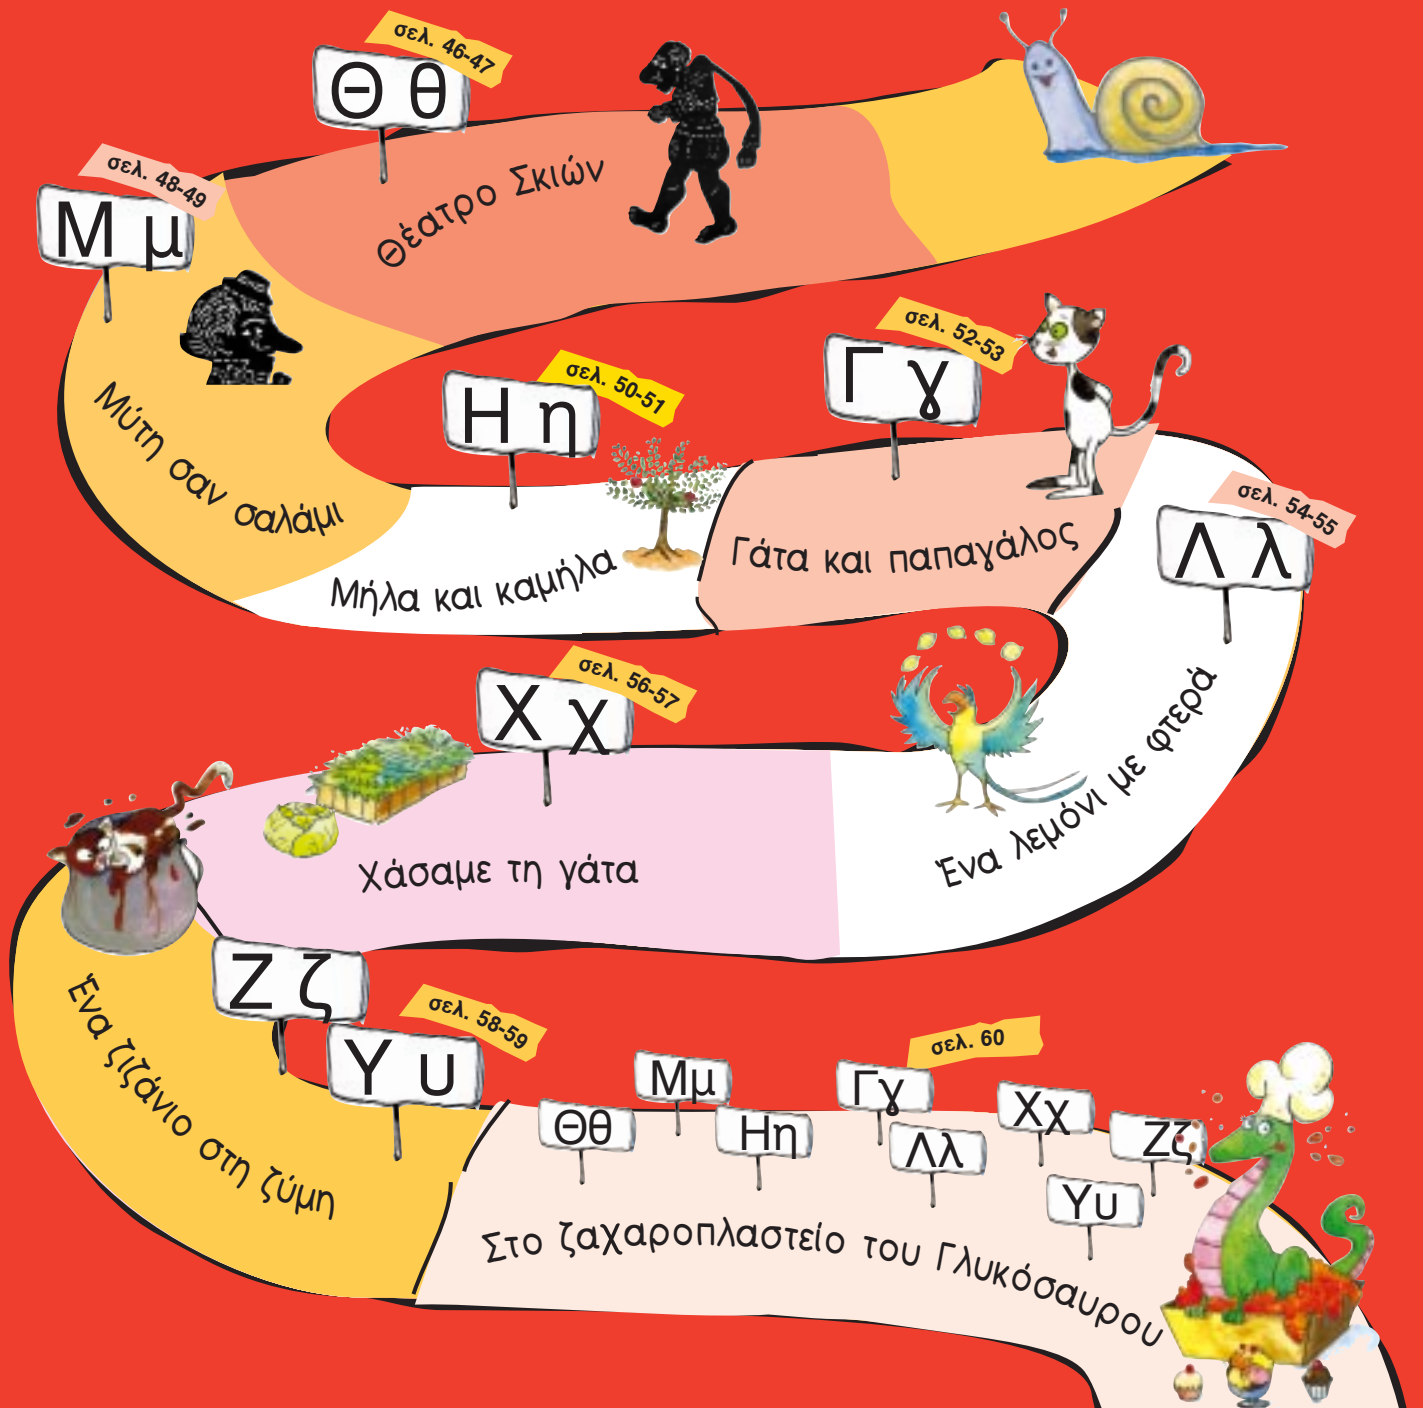 σελ. 46-47
Θ θ
Θέατρο Σκιών
σελ. 48-49
Μ μ
Μύτη σαν σαλάμι
σελ. 50-51
Η η
Μήλα και καμήλα
σελ. 52-53
Γ γ
Γάτα και παπαγάλος
σελ. 54-55
Λ λ
Ένα λεμόνι με φτερά
σελ. 56-57
Χ χ
Χάσαμε τη γάτα
Ζ ζ
σελ. 58-59
Υ υ
Ένα ζιζάνιο στη ζύμη
σελ. 60
Θθ
Μμ
Ηη
Γγ
Λλ
Χχ
Υυ
Ζζ
Στο ζαχαροπλαστείο του Γλυκόσαυρου